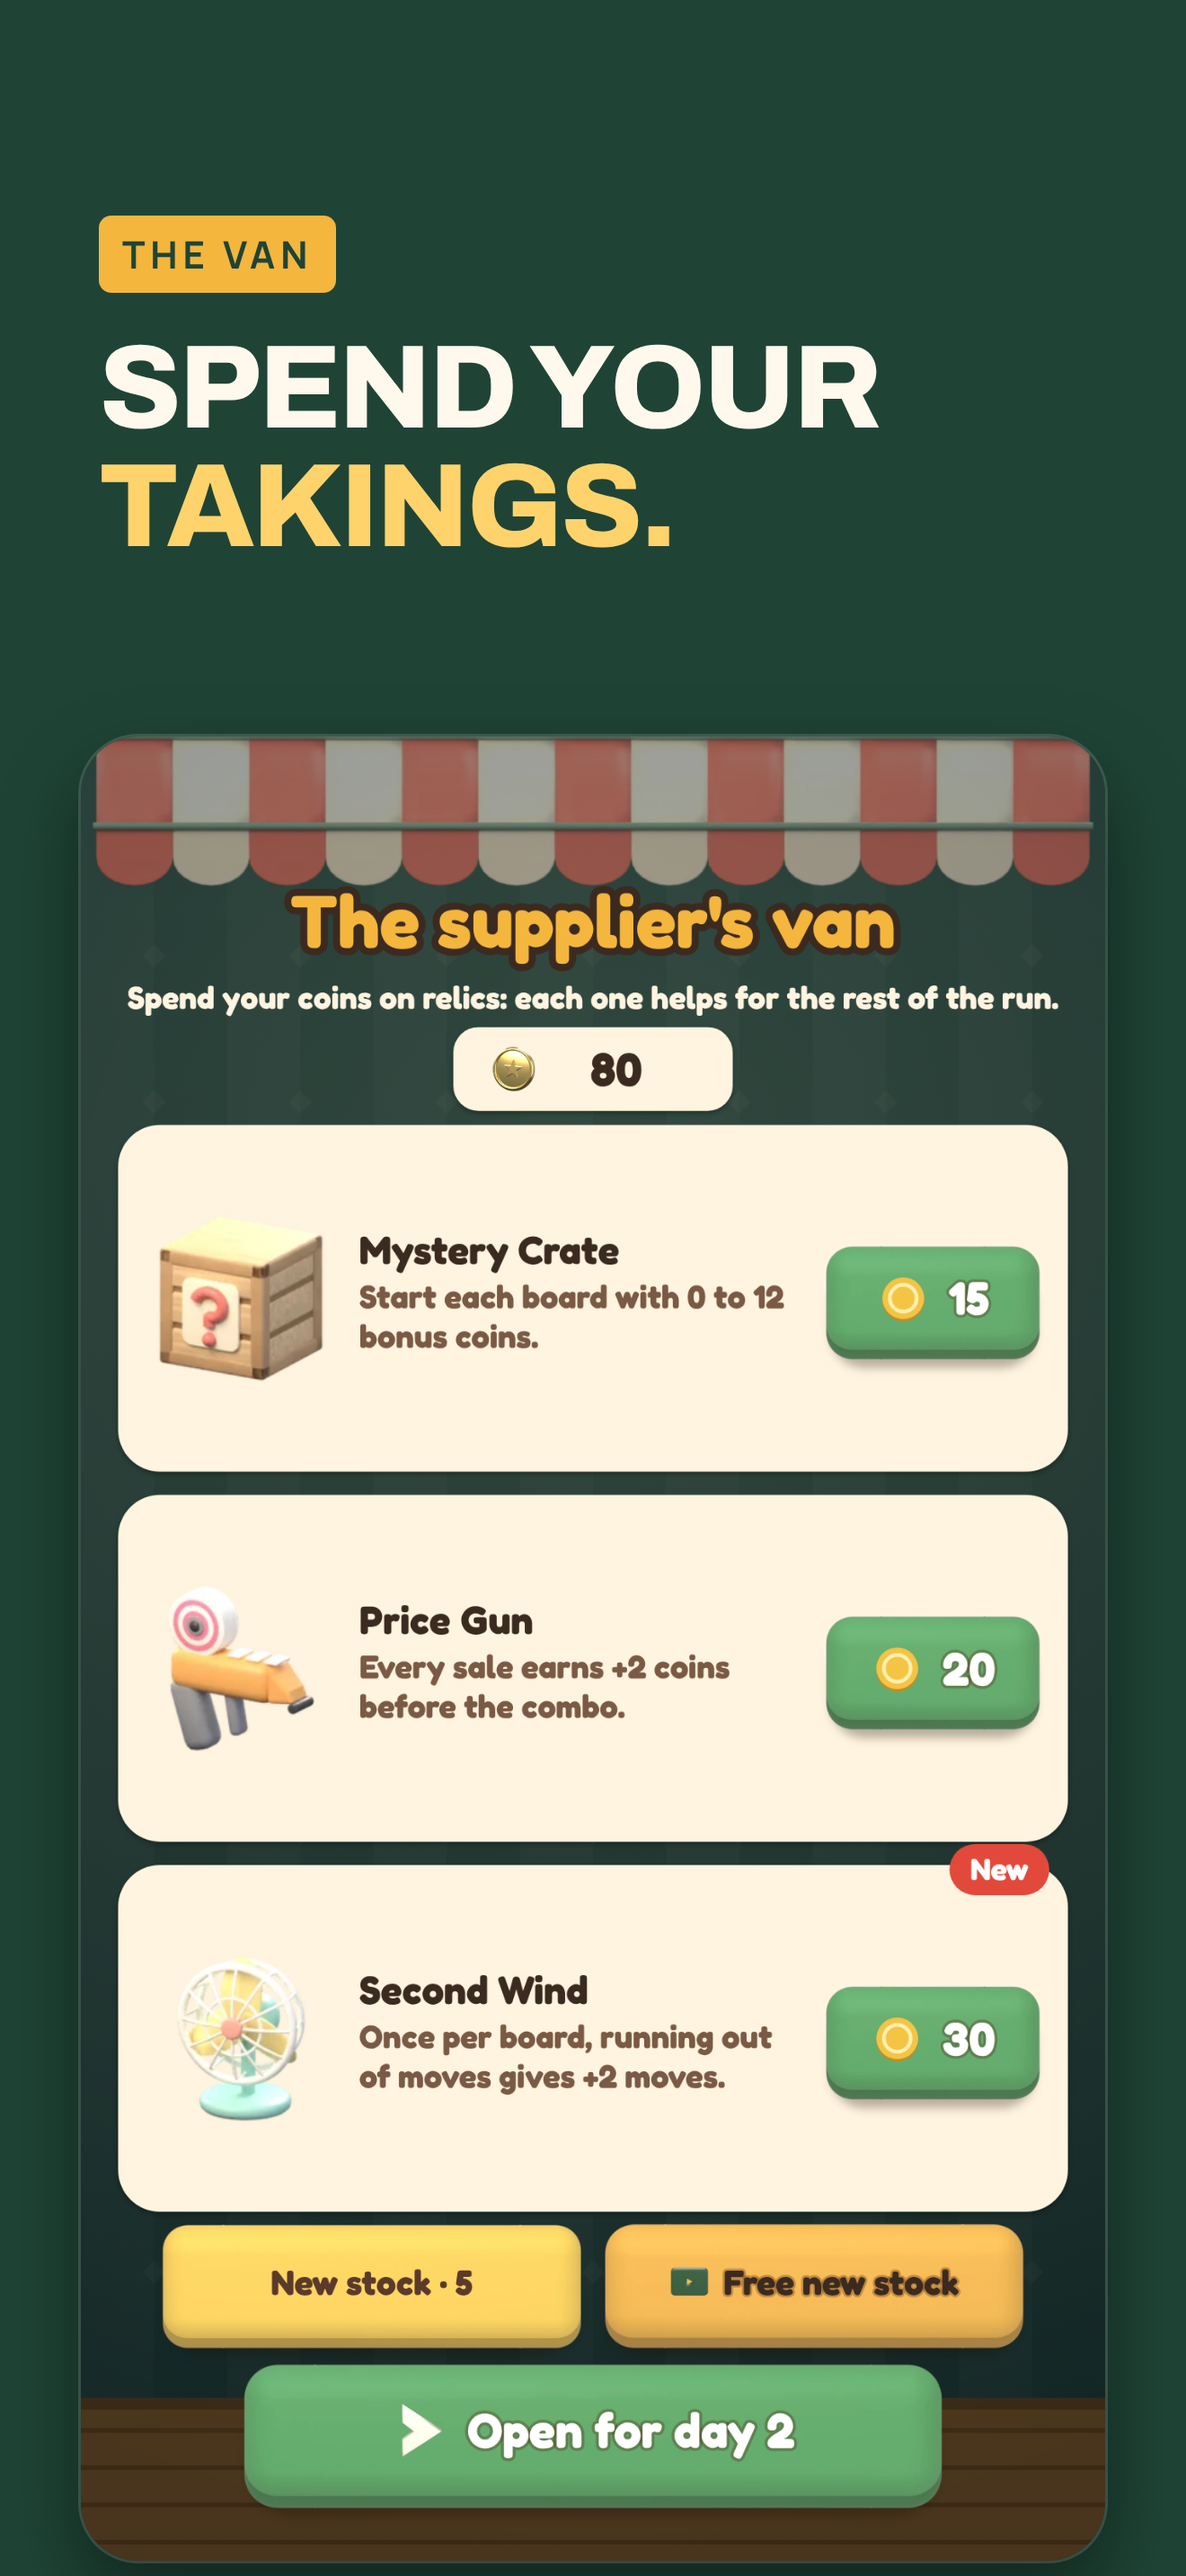 THE VAN
SPEND YOUR
TAKINGS.
The supplier's van
Spend your coins on relics: each one helps for the rest of the run.
80
Mystery Crate
Start each board with 0 to 12
bonus coins.
15
?
Price Gun
Every sale earns +2 coins
before the combo.
20
New
Second Wind
Once per board, running out
of moves gives +2 moves.
30
New stock · 5
Free new stock
Open for day 2